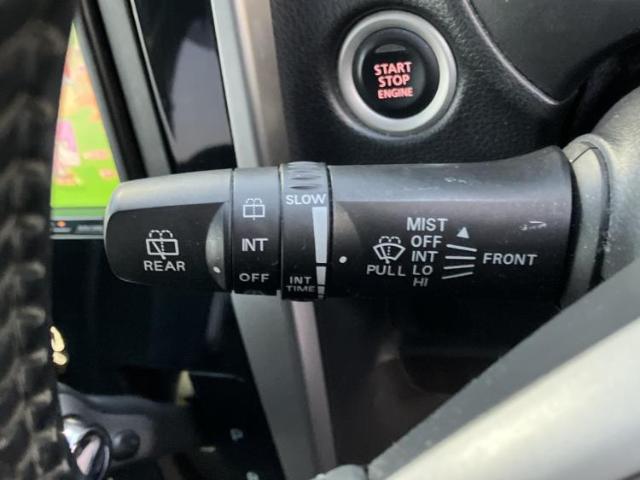 START
STOP
ENGINE
REAR
INT
OFF
SLOW
INT
TIME
PULL
MIST
OFF
INT
LO
HI
FRONT
P